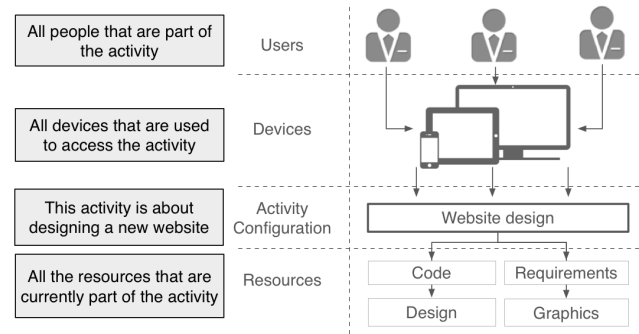 All people that are part of
the activity
Users
All devices that are used
to access the activity
Devices
This activity is about
designing a new website
Activity
Configuration
Website design
All the resources that are
currently part of the activity
Resources
Code
Requirements
Design
Graphics